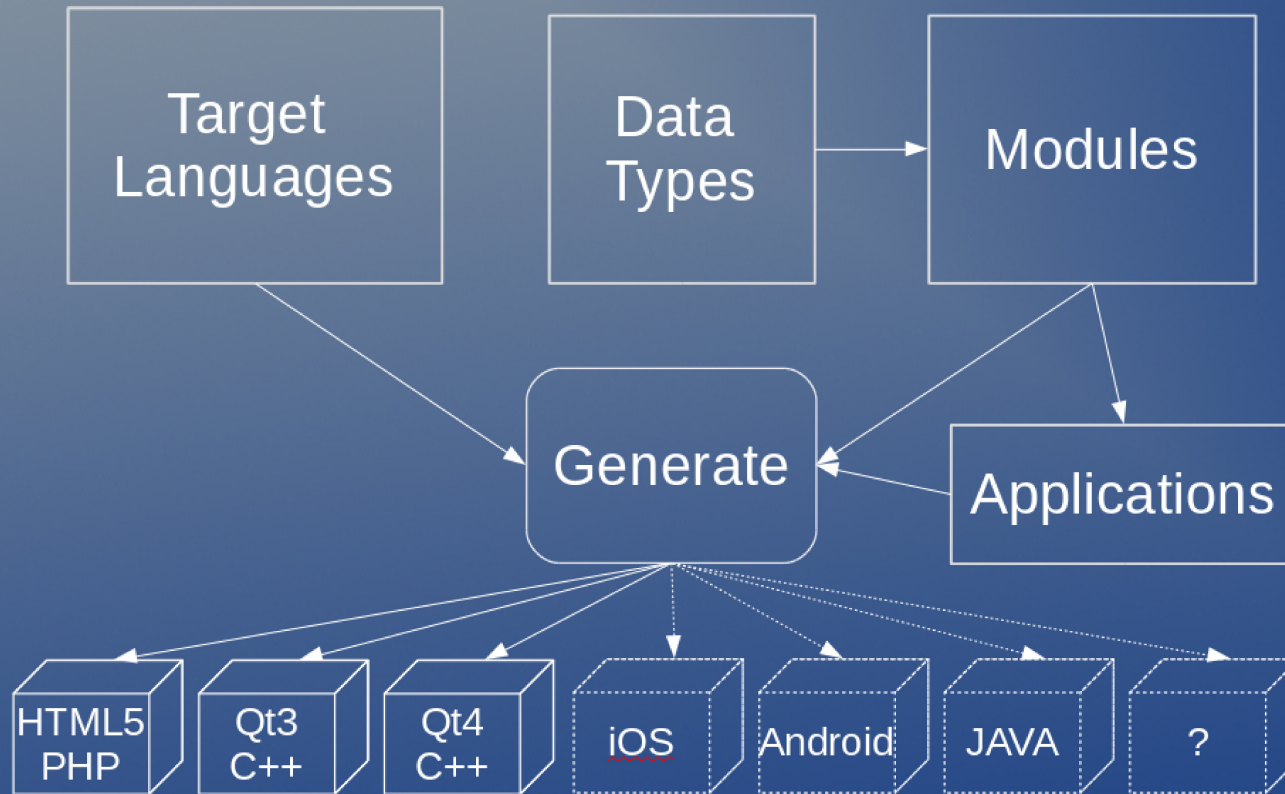 Target
Languages
Data
Types
Modules
Generate
Applications
HTML5
PHP
Qt3
C++
Qt4
C++
iOS
Android
JAVA
?